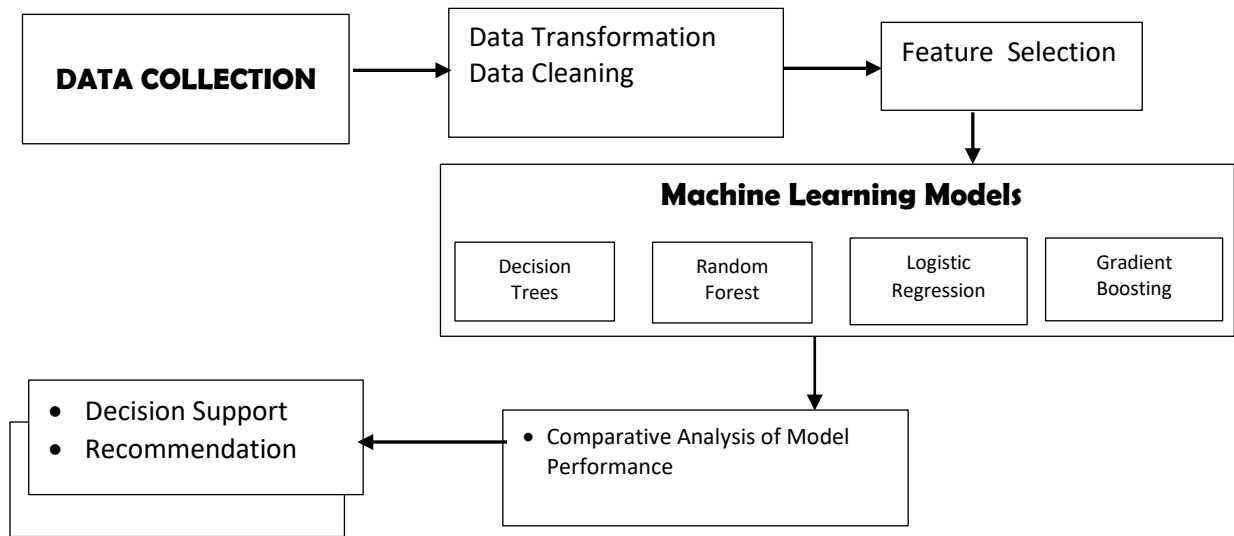 DATA COLLECTION
Data Transformation
Data Cleaning
Feature Selection
Machine Learning Models
Decision
Trees
Random
Forest
Logistic
Regression
Gradient
Boosting
• Comparative Analysis of Model
Performance
• Decision Support
• Recommendation